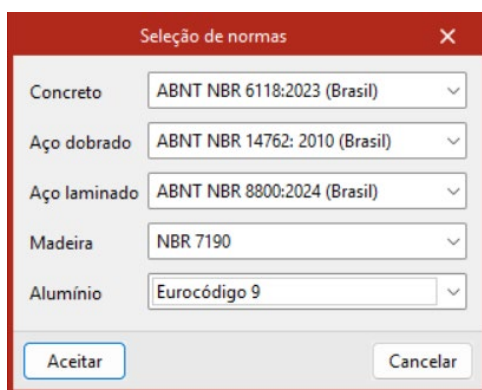 Seleção de normas
Concreto ABNT NBR 6118:2023 (Brasil)
Aço dobrado ABNT NBR 14762: 2010 (Brasil)
Aço laminado ABNT NBR 8800:2024 (Brasil)
Madeira NBR 7190
Alumínio Eurocódigo 9
Aceitar Cancelar